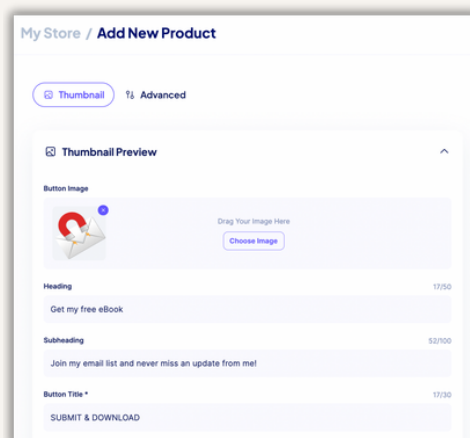 My Store / Add New Product
Thumbnail
Advanced
Thumbnail Preview
Button Image
Drag Your Image Here
Choose Image
Heading 17/50
Get my free eBook
Subheading 52/100
Join my email list and never miss an update from me!
Button Title * 17/30
SUBMIT & DOWNLOAD